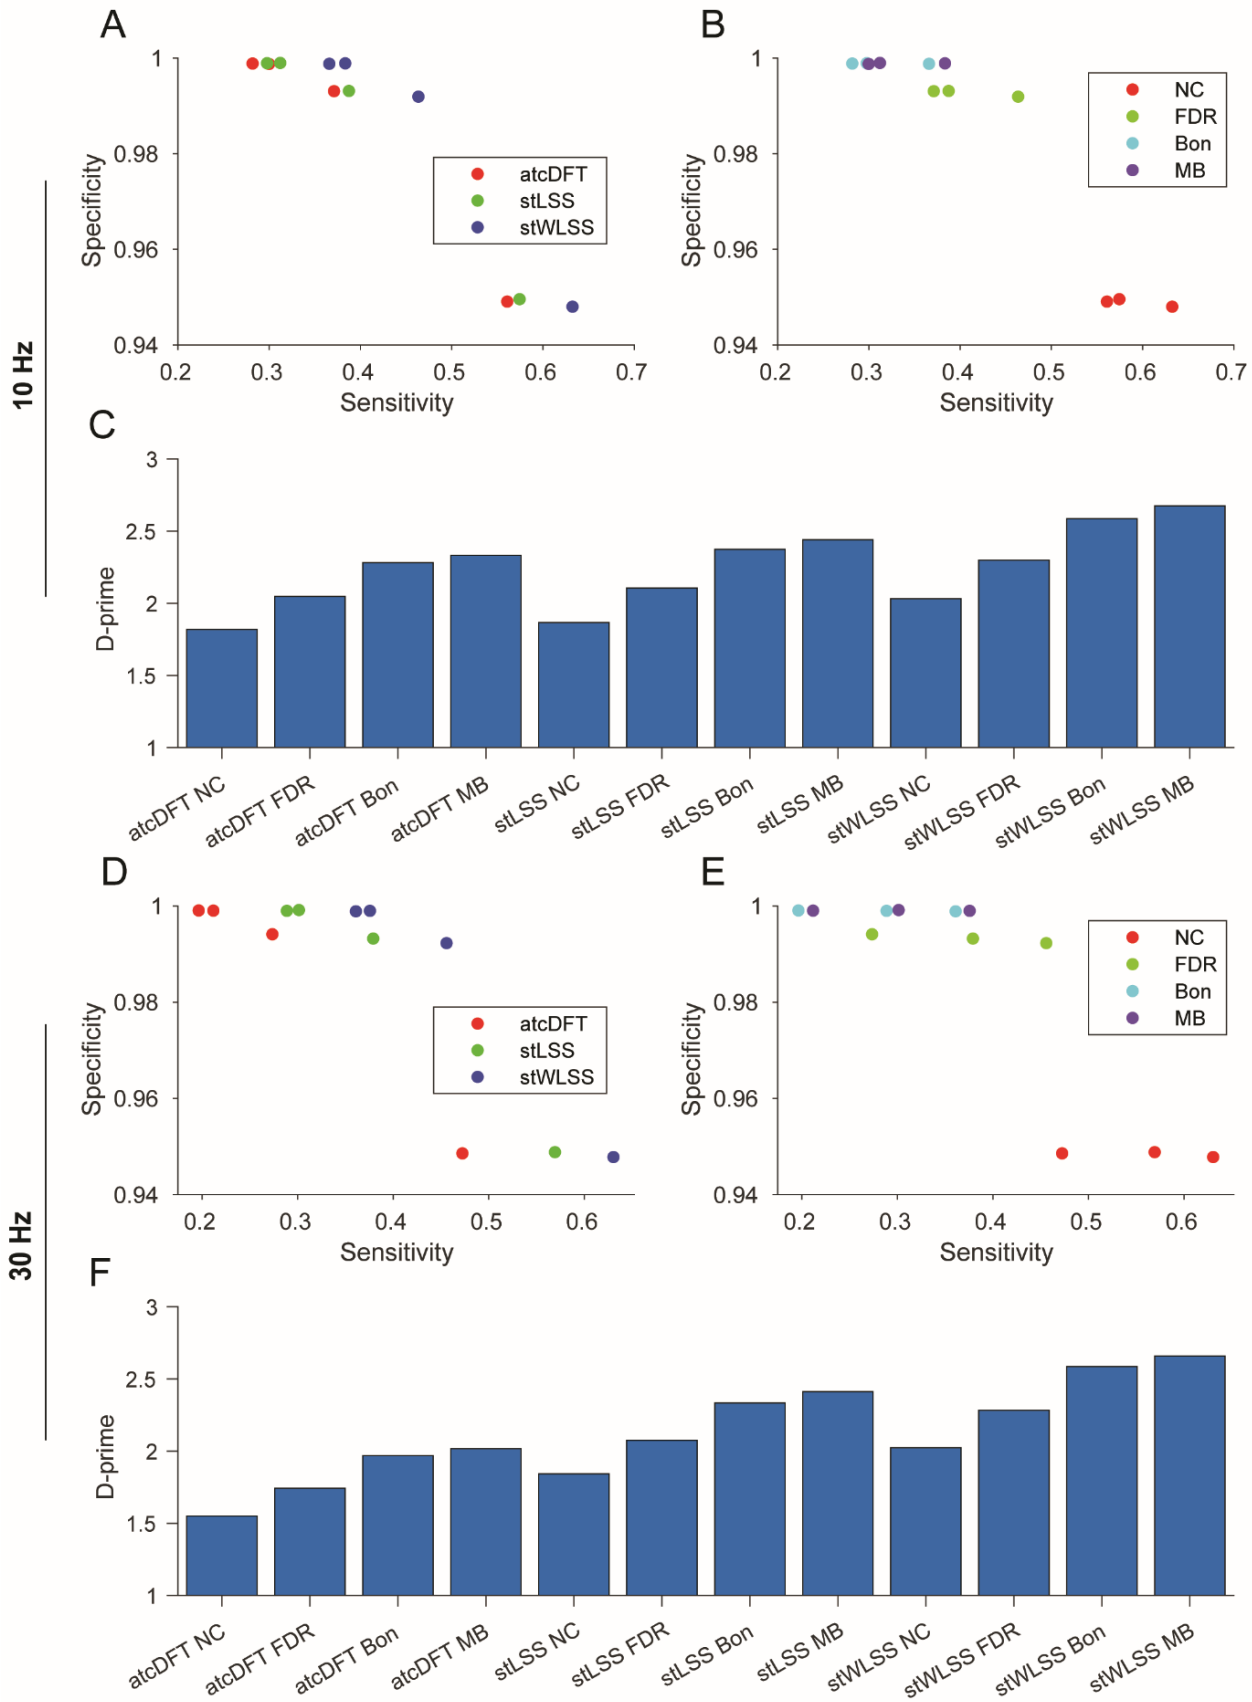 A
1
0.98
0.96
0.94
Specificity
0.2 0.3 0.4 0.5 0.6 0.7
Sensitivity
atcDFT
stLSS
stWLSS
B
1
0.98
0.96
0.94
Specificity
0.2 0.3 0.4 0.5 0.6 0.7
Sensitivity
NC
FDR
Bon
MB
10 Hz
C
3
2.5
2
1.5
1
D-prime
atcDFT NC
atcDFT FDR
atcDFT Bon
atcDFT MB
stLSS NC
stLSS FDR
stLSS Bon
stLSS MB
stWLSS NC
stWLSS FDR
stWLSS Bon
stWLSS MB
D
1
0.98
0.96
0.94
Specificity
0.2 0.3 0.4 0.5 0.6
Sensitivity
atcDFT
stLSS
stWLSS
E
1
0.98
0.96
0.94
Specificity
0.2 0.3 0.4 0.5 0.6
Sensitivity
NC
FDR
Bon
MB
30 Hz
F
3
2.5
2
1.5
1
D-prime
atcDFT NC
atcDFT FDR
atcDFT Bon
atcDFT MB
stLSS NC
stLSS FDR
stLSS Bon
stLSS MB
stWLSS NC
stWLSS FDR
stWLSS Bon
stWLSS MB